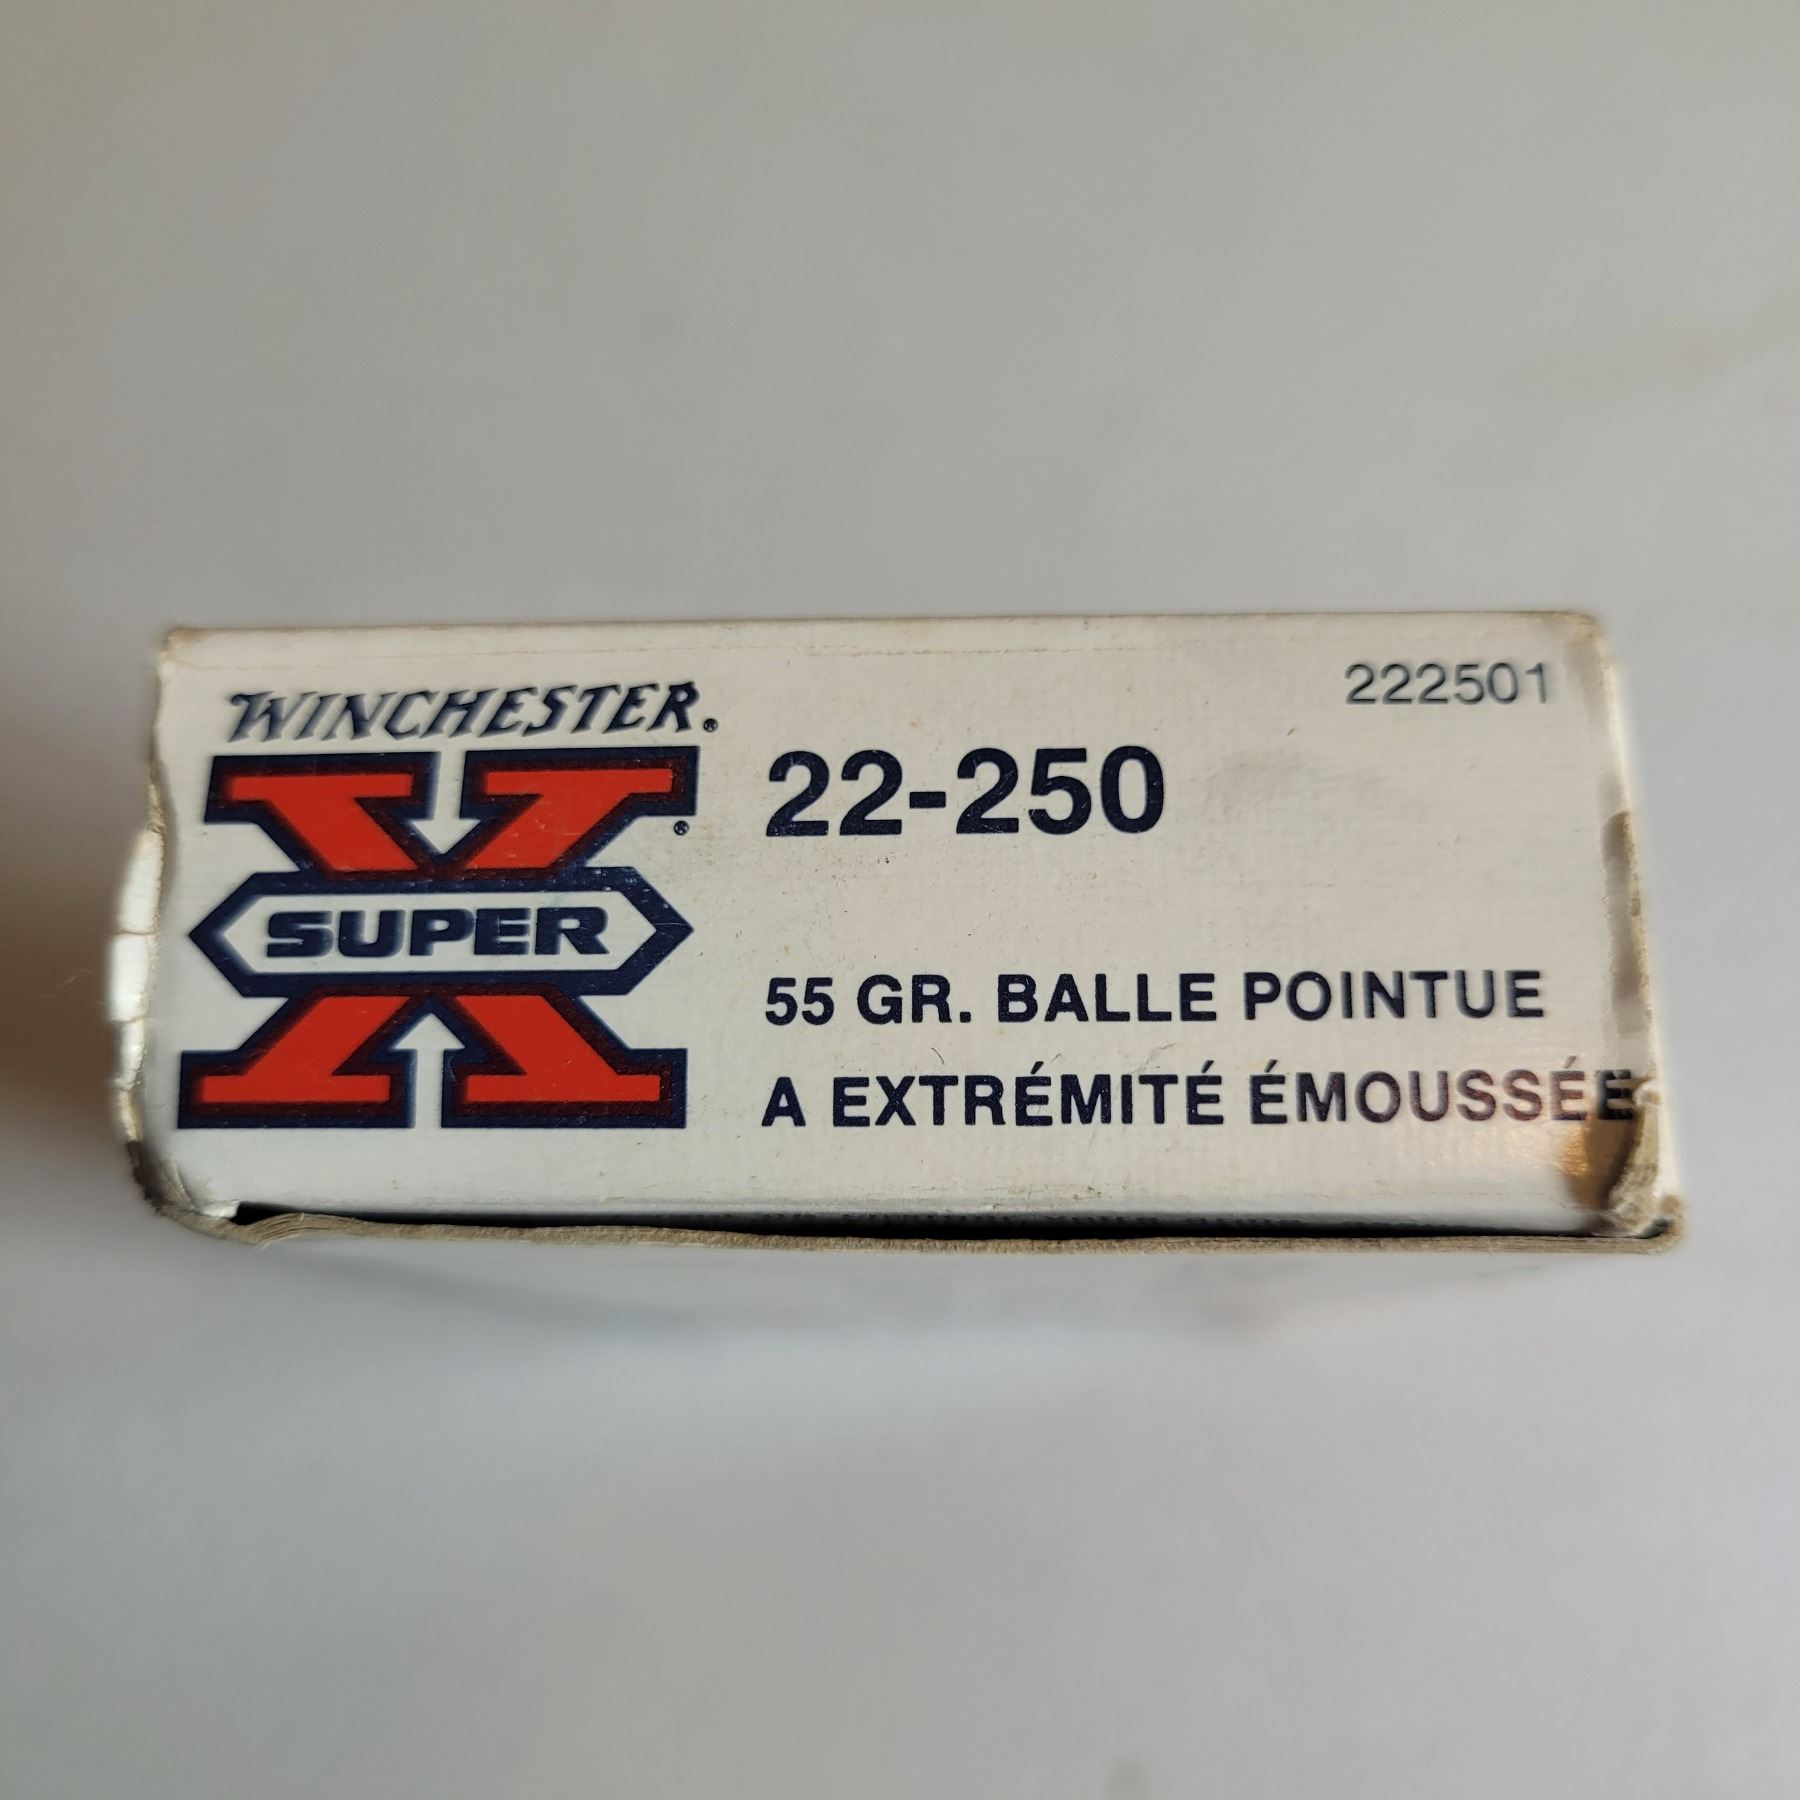 WINCHESTER®
222501
22-250
X®
SUPER
55 GR. BALLE POINTUE
A EXTRÉMITÉ ÉMOUSSÉE